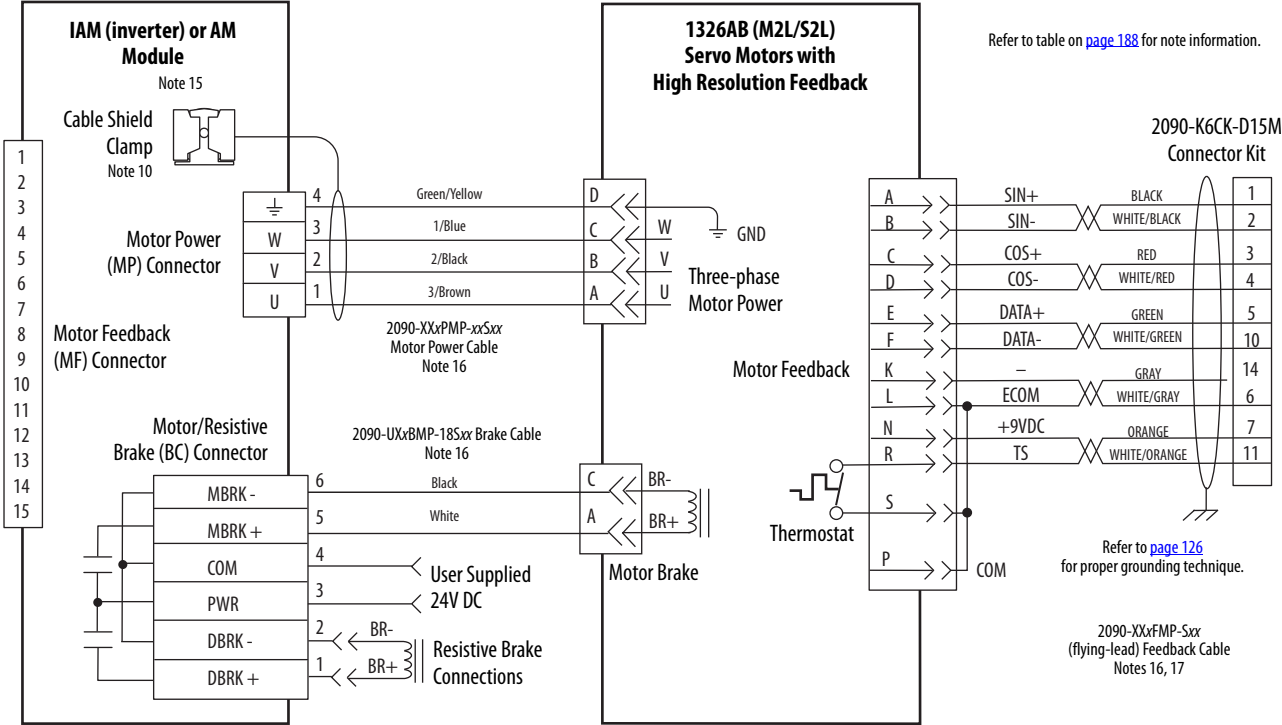 IAM (inverter) or AM
Module
Note 15
Cable Shield
Clamp
Note 10
1
2
3
4
5
6
7
8
9
10
11
12
13
14
15
Motor Feedback
(MF) Connector
Motor Power
(MP) Connector
W
V
U
4
3
2
1
Green/Yellow
1/Blue
2/Black
3/Brown
2090-XXxPMP-xxSxx
Motor Power Cable
Note 16
Motor/Resistive
Brake (BC) Connector
2090-UXxBMP-18Sxx Brake Cable
Note 16
MBRK -
MBRK +
COM
PWR
DBRK -
DBRK +
6
5
4
3
2
1
Black
White
User Supplied
24V DC
BR-
BR+
Resistive Brake
Connections
1326AB (M2L/S2L)
Servo Motors with
High Resolution Feedback
D
C
B
A
W
V
U
GND
Three-phase
Motor Power
C
A
BR-
BR+
Motor Brake
Motor Feedback
Thermostat
A
B
C
D
E
F
K
L
N
R
S
P
SIN+
SIN-
COS+
COS-
DATA+
DATA-
–
ECOM
+9VDC
TS
COM
BLACK
WHITE/BLACK
RED
WHITE/RED
GREEN
WHITE/GREEN
GRAY
WHITE/GRAY
ORANGE
WHITE/ORANGE
Refer to table on page 188 for note information.
2090-K6CK-D15M
Connector Kit
1
2
3
4
5
10
14
6
7
11
Refer to page 126
for proper grounding technique.
2090-XXxFMP-Sxx
(flying-lead) Feedback Cable
Notes 16, 17